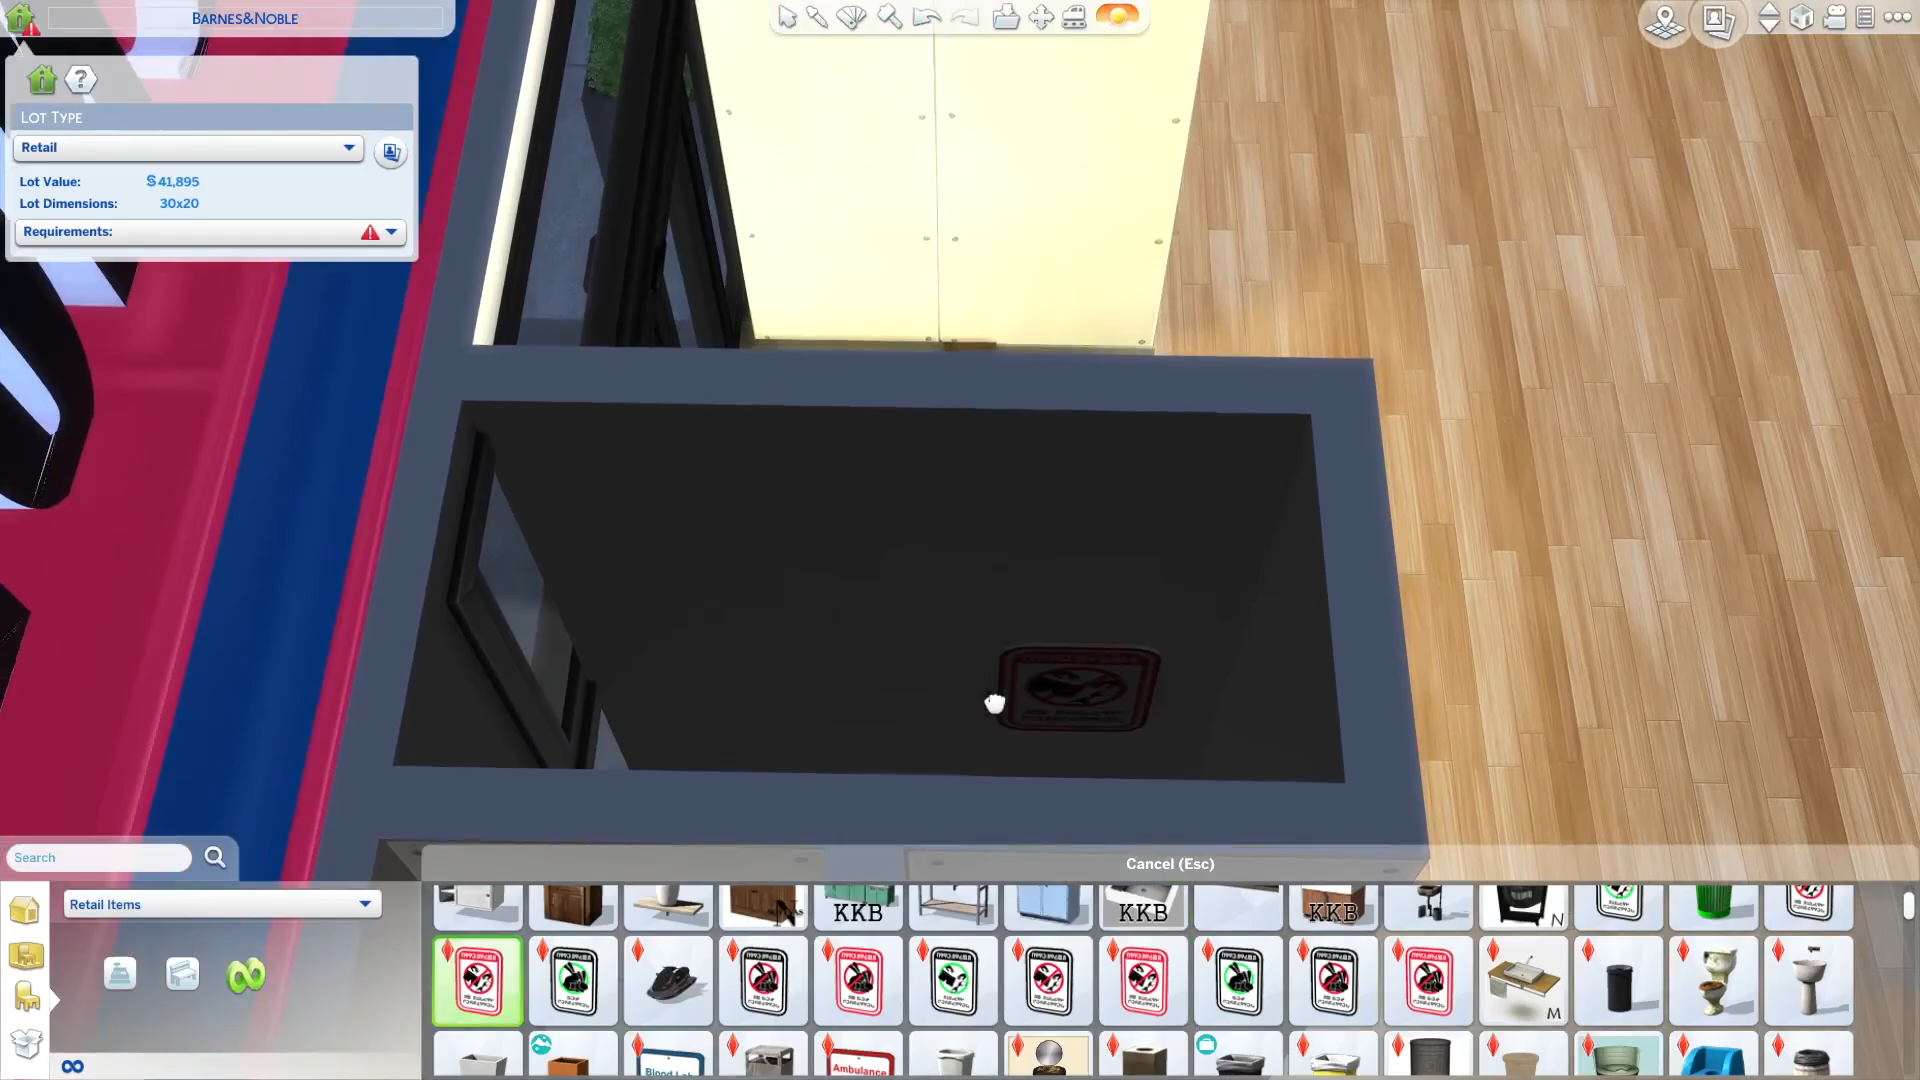 BARNES&NOBLE
LOT TYPE
Retail
Lot Value: §41,895
Lot Dimensions: 30x20
Requirements:
Cancel (Esc)
Search
Retail Items
KKB
KKB
KKB
N
M
Blood
Ambulance